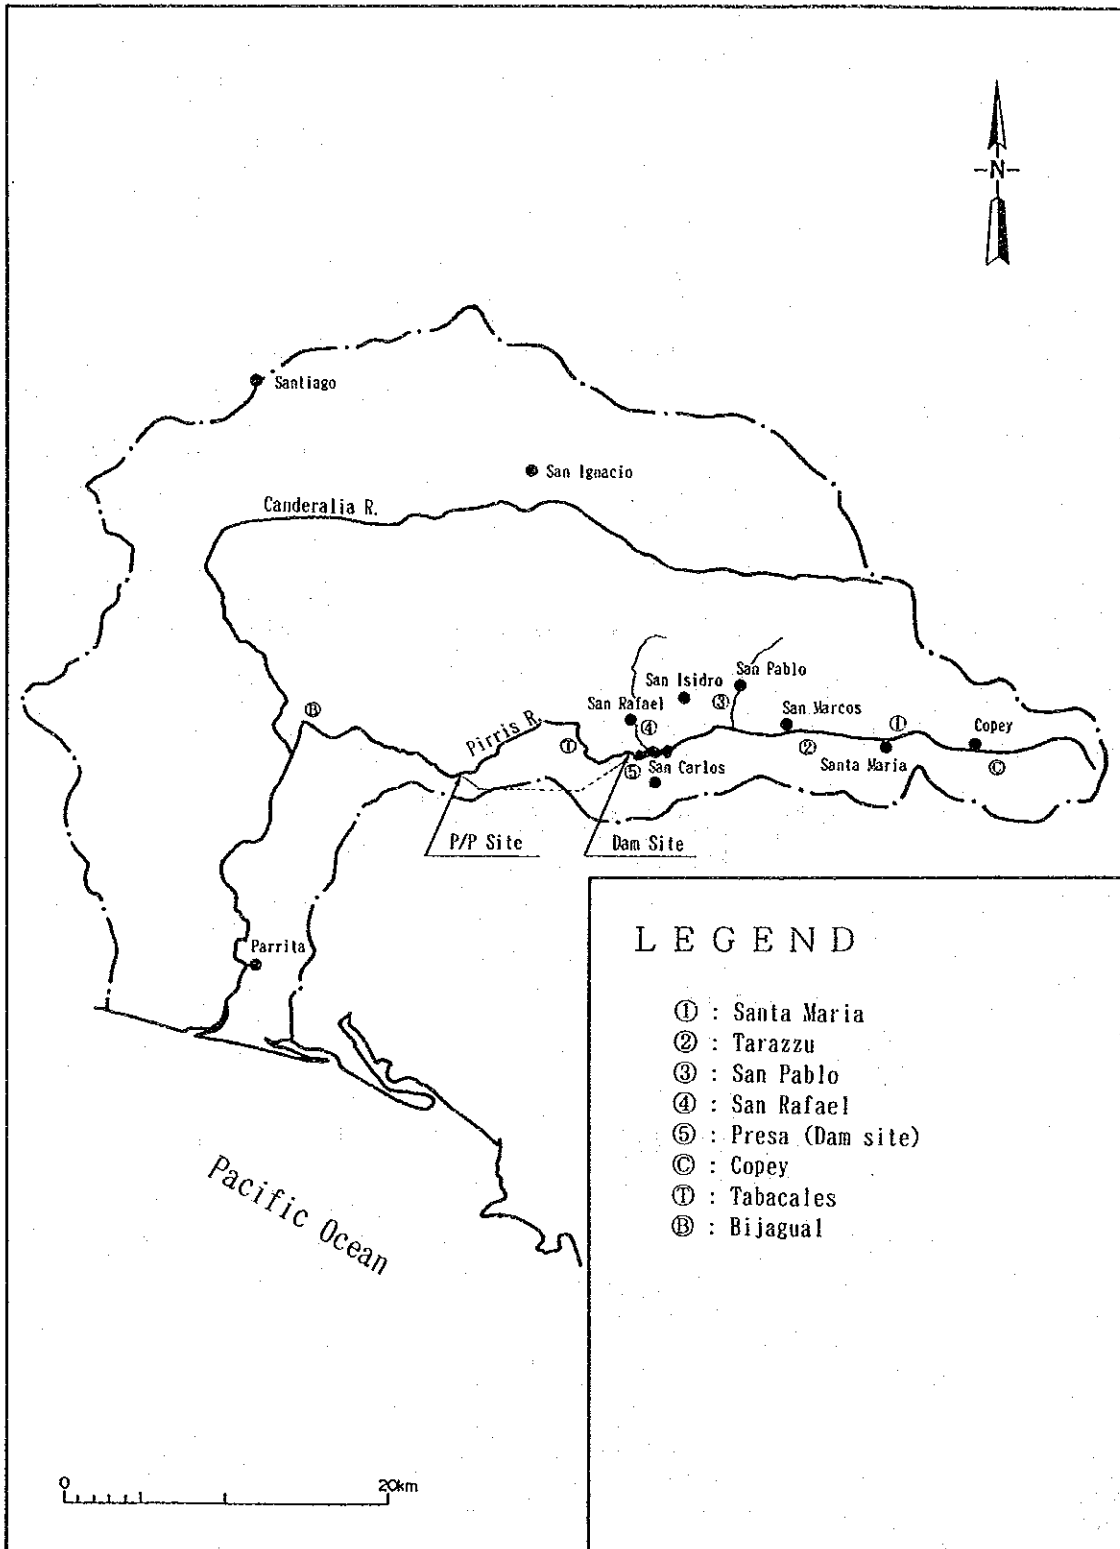 -N-
Santiago
San Ignacio
Canderalia R.
San Pablo
San Isidro
③
San Rafael
San Marcos
①
Copey
Ⓑ
Pirris R.
Ⓣ
④
②
Santa Maria
Ⓒ
⑤
San Carlos
P/P Site
Dam Site
Parrita
LEGEND
① : Santa Maria
② : Tarazzu
③ : San Pablo
④ : San Rafael
⑤ : Presa (Dam site)
Ⓒ : Copey
Ⓣ : Tabacales
Ⓑ : Bijagual
Pacific Ocean
0 20km